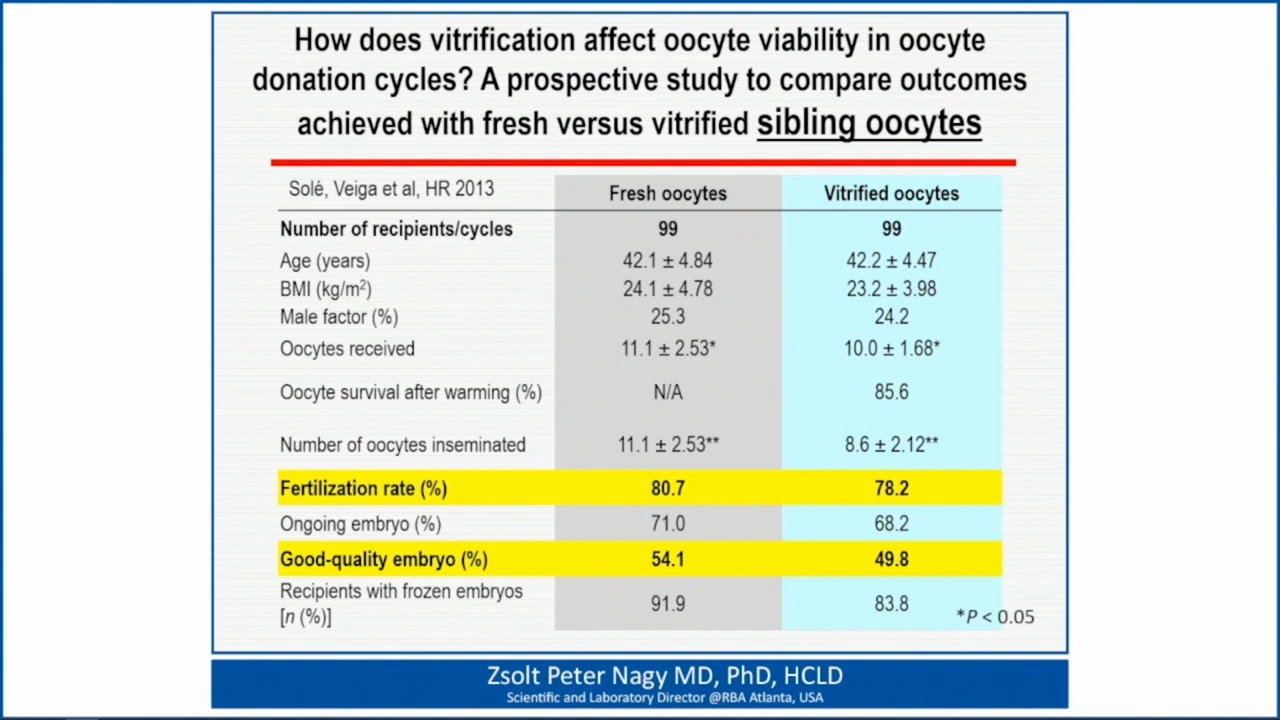 How does vitrification affect oocyte viability in oocyte
donation cycles? A prospective study to compare outcomes
achieved with fresh versus vitrified sibling oocytes
Solé, Veiga et al, HR 2013 Fresh oocytes Vitrified oocytes
Number of recipients/cycles 99 99
Age (years) 42.1 ± 4.84 42.2 ± 4.47
BMI (kg/m²) 24.1 ± 4.78 23.2 ± 3.98
Male factor (%) 25.3 24.2
Oocytes received 11.1 ± 2.53* 10.0 ± 1.68*
Oocyte survival after warming (%) N/A 85.6
Number of oocytes inseminated 11.1 ± 2.53** 8.6 ± 2.12**
Fertilization rate (%) 80.7 78.2
Ongoing embryo (%) 71.0 68.2
Good-quality embryo (%) 54.1 49.8
Recipients with frozen embryos
[n (%)] 91.9 83.8
*P < 0.05
Zsolt Peter Nagy MD, PhD, HCLD
Scientific and Laboratory Director @RBA Atlanta, USA